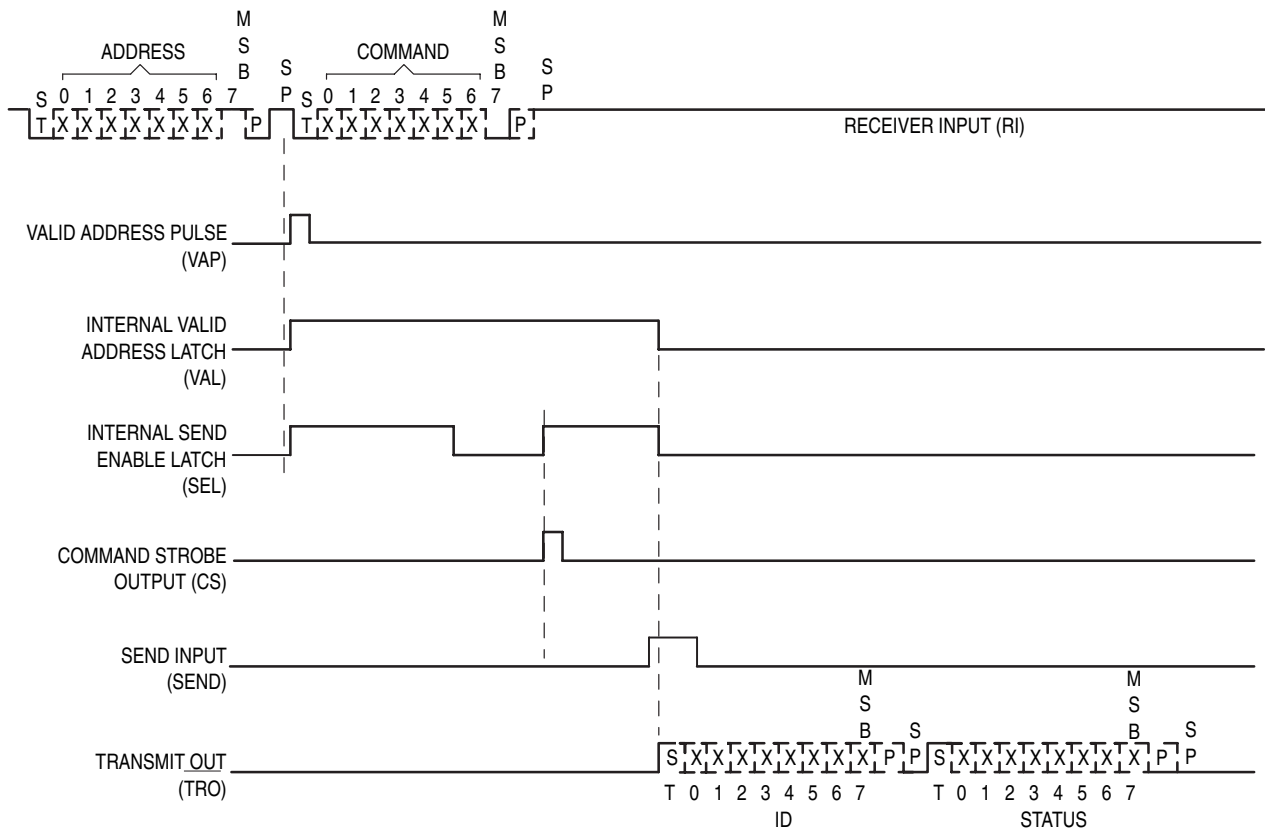 M
S
B
ADDRESS
S
P
COMMAND
M
S
B
S
P
S
T
0 1 2 3 4 5 6 7
S
T
0 1 2 3 4 5 6 7
X X X X X X X P
X X X X X X X P
RECEIVER INPUT (RI)
VALID ADDRESS PULSE
(VAP)
INTERNAL VALID
ADDRESS LATCH
(VAL)
INTERNAL SEND
ENABLE LATCH
(SEL)
COMMAND STROBE
OUTPUT (CS)
SEND INPUT
(SEND)
M
S
B
S
P
M
S
B
S
P
TRANSMIT OUT
(TRO)
S X X X X X X X X P
S X X X X X X X X P
T 0 1 2 3 4 5 6 7
T 0 1 2 3 4 5 6 7
ID
STATUS